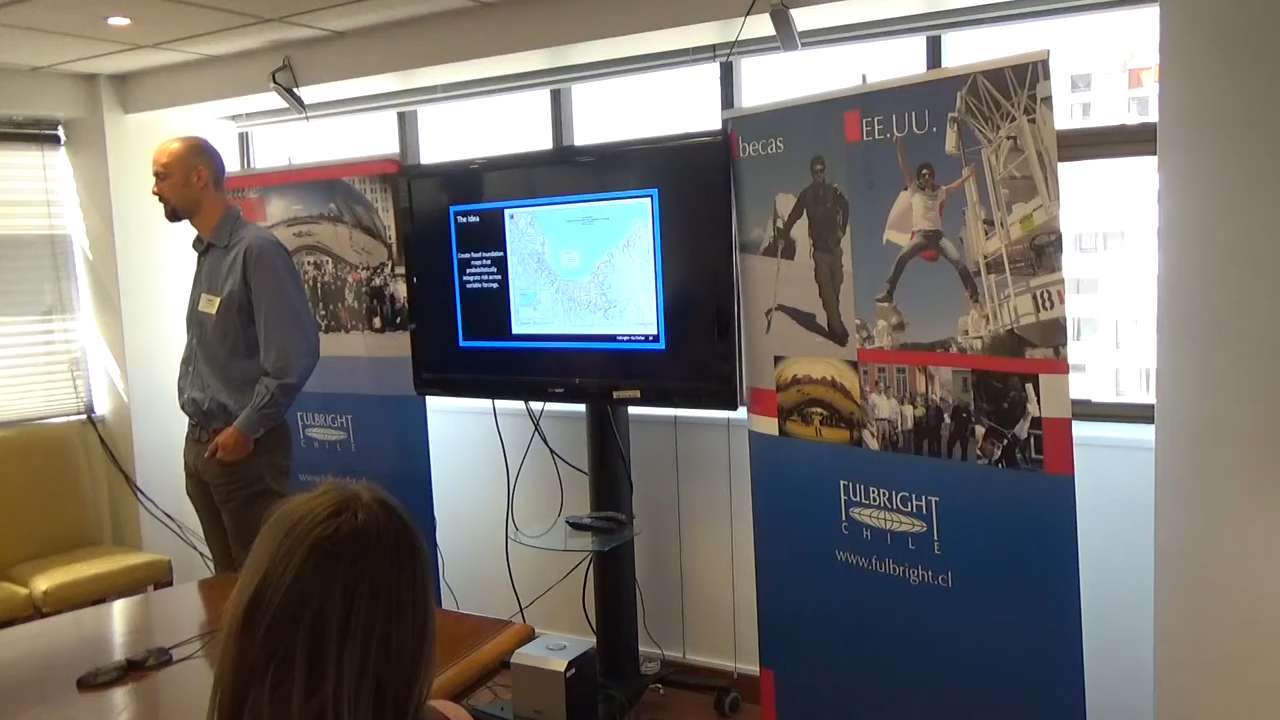 The Idea
Create flood inundation
maps that
probabilistically
integrate risk across
variable forcings.
becas
EE.UU.
18
FULBRIGHT
CHILE
FULBRIGHT
CHILE
www.fulbright.cl